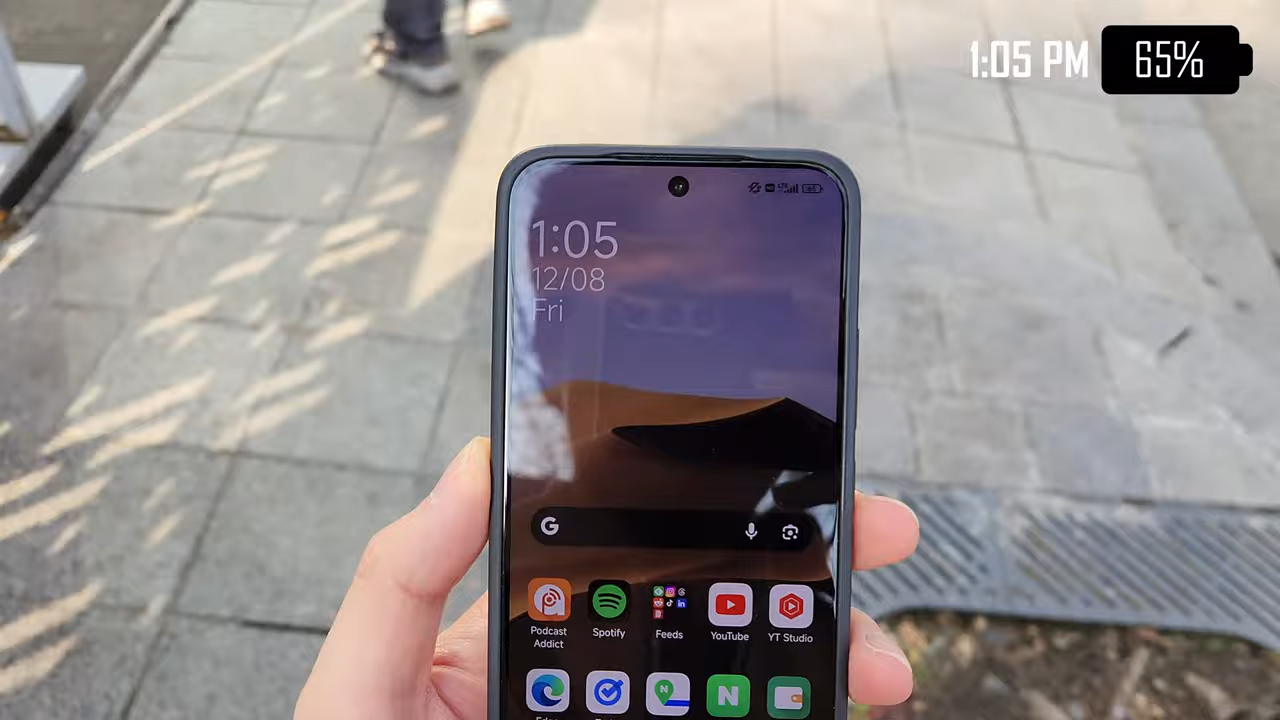 1:05 PM 65%
1:05
12/08
Fri
G
Podcast Addict
Spotify
Feeds
YouTube
YT Studio
N
N